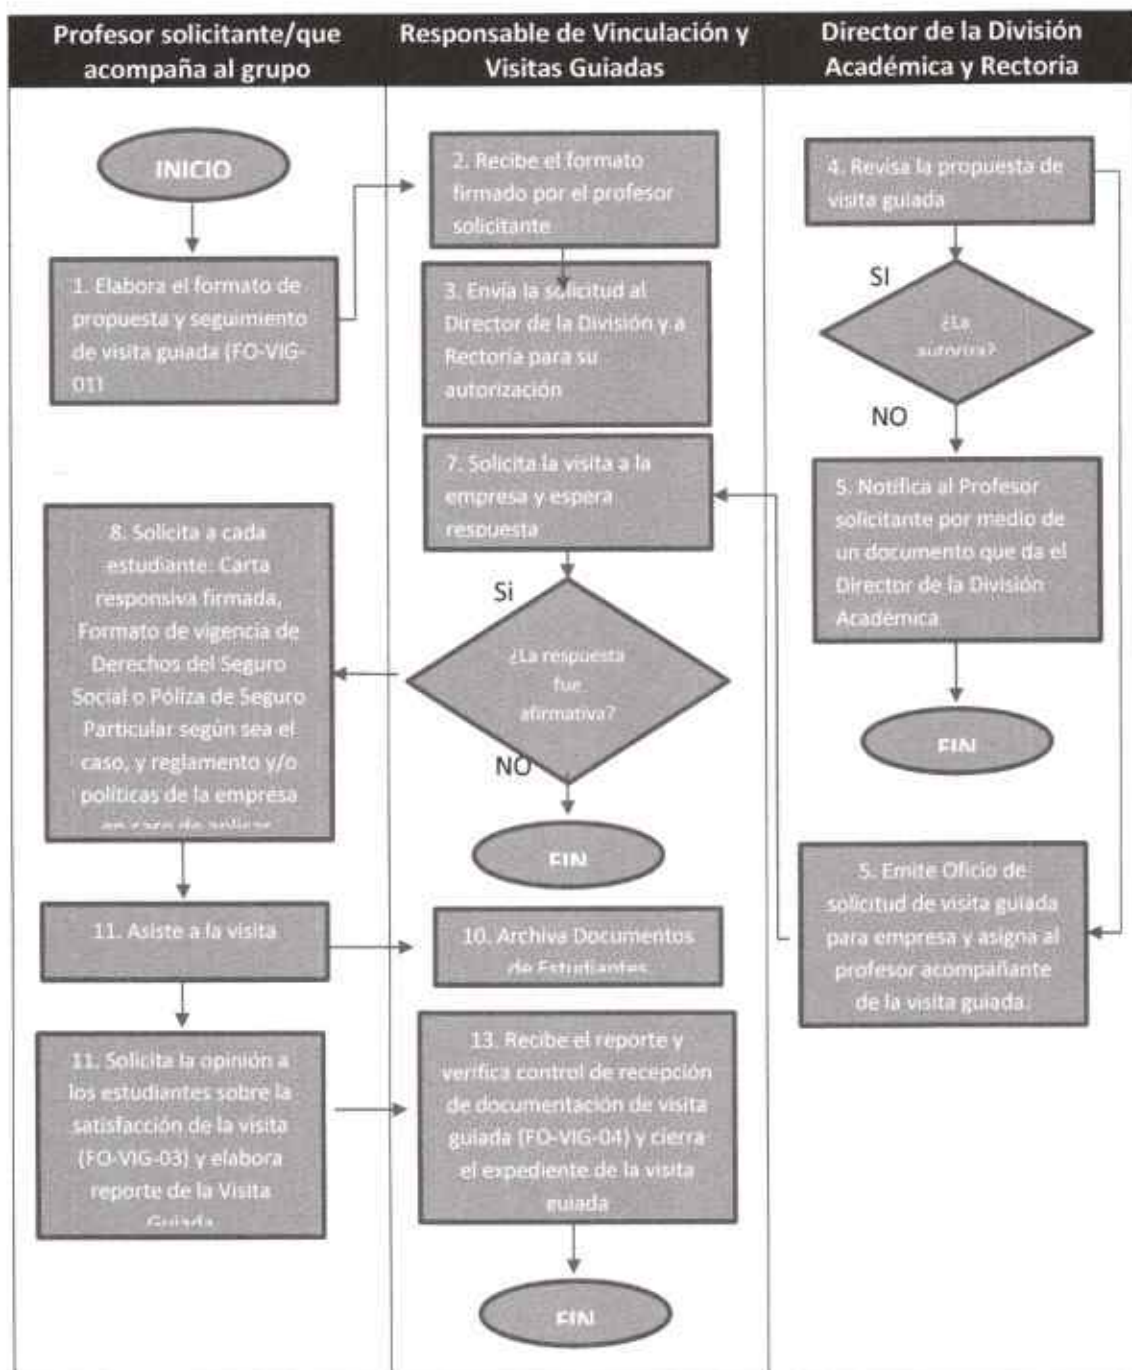 Profesor solicitante/que
acompaña al grupo
Responsable de Vinculación y
Visitas Guiadas
Director de la División
Académica y Rectoría
INICIO
1. Elabora el formato de
propuesta y seguimiento
de visita guiada (FO-VIG-
01)
2. Recibe el formato
firmado por el profesor
solicitante
3. Envía la solicitud al
Director de la División y a
Rectoría para su
autorización
4. Revisa la propuesta de
visita guiada
SI
¿La
autoriza?
NO
5. Notifica al Profesor
solicitante por medio de
un documento que da el
Director de la División
Académica
FIN
5. Emite Oficio de
solicitud de visita guiada
para empresa y asigna al
profesor acompañante
de la visita guiada.
7. Solicita la visita a la
empresa y espera
respuesta
Si
¿La respuesta
fue
afirmativa?
NO
FIN
8. Solicita a cada
estudiante: Carta
responsiva firmada,
Formato de vigencia de
Derechos del Seguro
Social o Póliza de Seguro
Particular según sea el
caso, y reglamento y/o
políticas de la empresa
en caso de aplicar
11. Asiste a la visita
10. Archiva Documentos
de Estudiantes
11. Solicita la opinión a
los estudiantes sobre la
satisfacción de la visita
(FO-VIG-03) y elabora
reporte de la Visita
Guiada
13. Recibe el reporte y
verifica control de recepción
de documentación de visita
guiada (FO-VIG-04) y cierra
el expediente de la visita
guiada
FIN